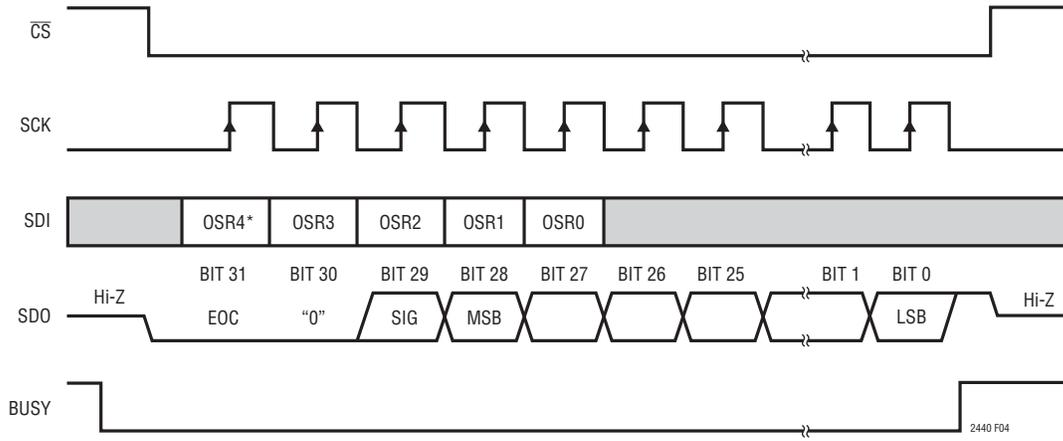 CS
SCK
SDI OSR4* OSR3 OSR2 OSR1 OSR0
BIT 31 BIT 30 BIT 29 BIT 28 BIT 27 BIT 26 BIT 25 BIT 1 BIT 0
SDO Hi-Z EOC “0” SIG MSB LSB Hi-Z
BUSY
2440 F04